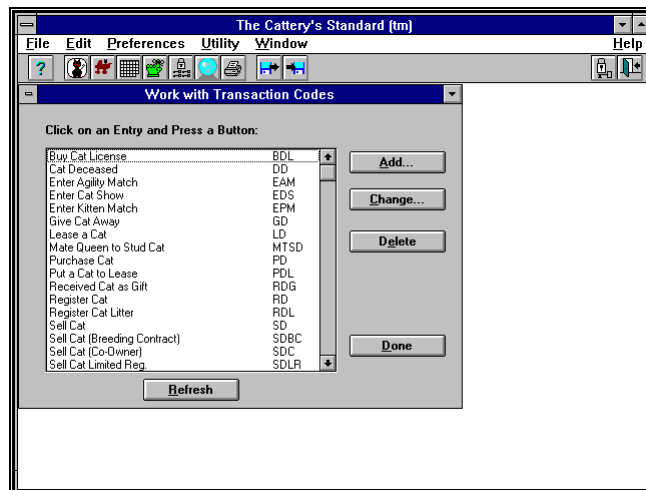 The Cattery's Standard (tm)
File Edit Preferences Utility Window Help
?
Work with Transaction Codes
Click on an Entry and Press a Button:
Buy Cat License BDL
Cat Deceased DD
Enter Agility Match EAM
Enter Cat Show EDS
Enter Kitten Match EPM
Give Cat Away GD
Lease a Cat LD
Mate Queen to Stud Cat MTSD
Purchase Cat PD
Put a Cat to Lease PDL
Received Cat as Gift RDG
Register Cat RD
Register Cat Litter RDL
Sell Cat SD
Sell Cat (Breeding Contract) SDBC
Sell Cat (Co-Owner) SDC
Sell Cat Limited Reg. SDLR
Add...
Change...
Delete
Done
Refresh